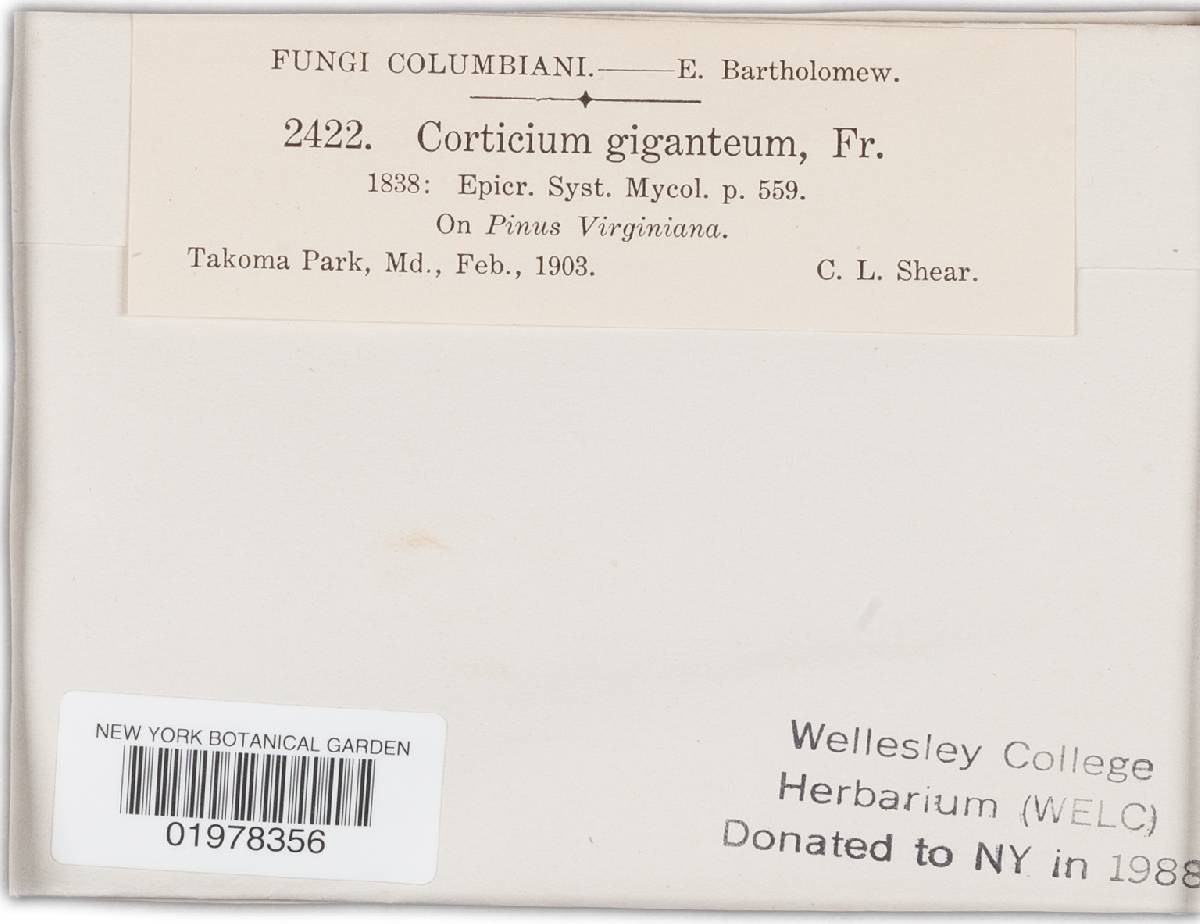 FUNGI COLUMBIANI.——E. Bartholomew.
2422. Corticium giganteum, Fr.
1838: Epicr. Syst. Mycol. p. 559.
On Pinus Virginiana.
Takoma Park, Md., Feb., 1903. C. L. Shear.
NEW YORK BOTANICAL GARDEN
01978356
Wellesley College
Herbarium (WELC)
Donated to NY in 1988